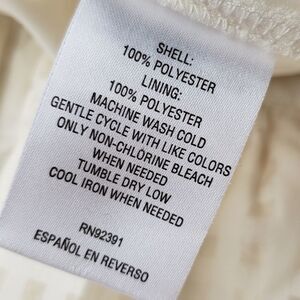 SHELL:
100% POLYESTER
LINING:
100% POLYESTER
MACHINE WASH COLD
GENTLE CYCLE WITH LIKE COLORS
ONLY NON-CHLORINE BLEACH
WHEN NEEDED
TUMBLE DRY LOW
COOL IRON WHEN NEEDED
RN92391
ESPAÑOL EN REVERSO